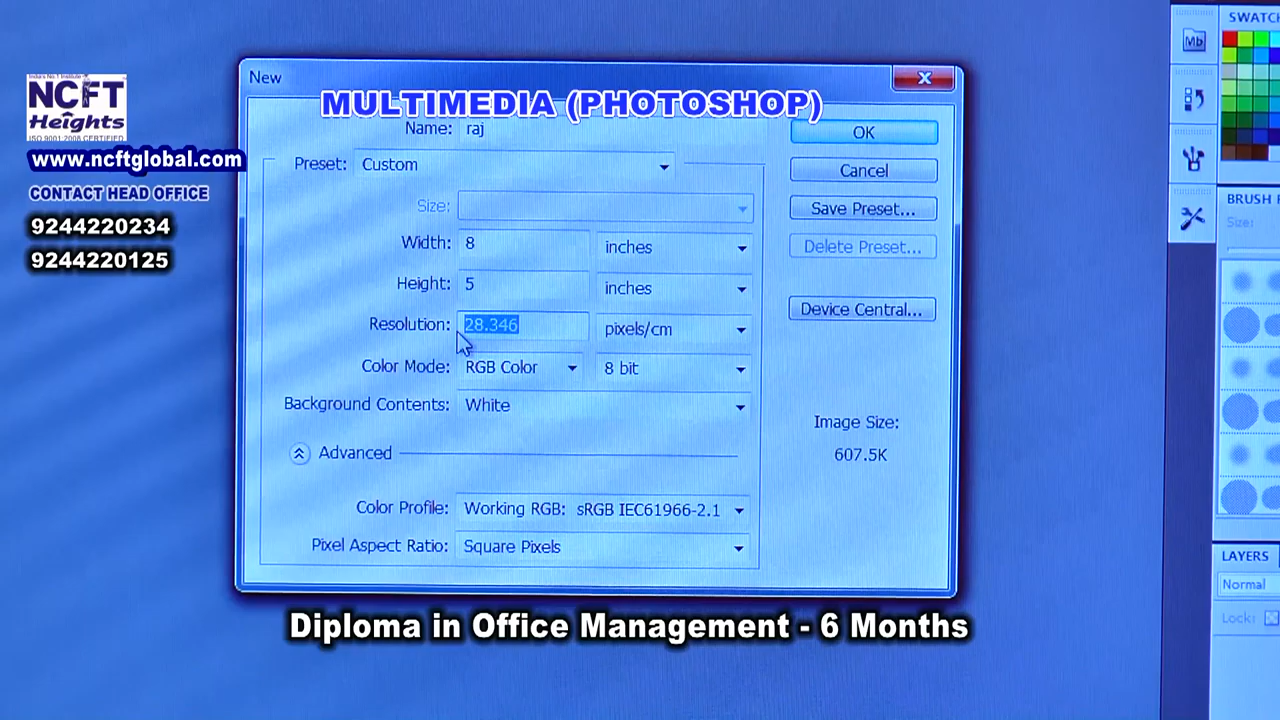 New
MULTIMEDIA (PHOTOSHOP)
Name: raj
OK
Preset: Custom
Cancel
Size:
Save Preset...
Width: 8 inches
Delete Preset...
Height: 5 inches
Device Central...
Resolution: 28.346 pixels/cm
Color Mode: RGB Color 8 bit
Background Contents: White
Image Size:
607.5K
Advanced
Color Profile: Working RGB: sRGB IEC61966-2.1
Pixel Aspect Ratio: Square Pixels
India's No.1 Institute
NCFT
Heights
ISO 9001:2008 CERTIFIED
www.ncftglobal.com
CONTACT HEAD OFFICE
9244220234
9244220125
Mb
SWATC
BRUSH
Size:
LAYERS
Normal
Lock:
Diploma in Office Management - 6 Months